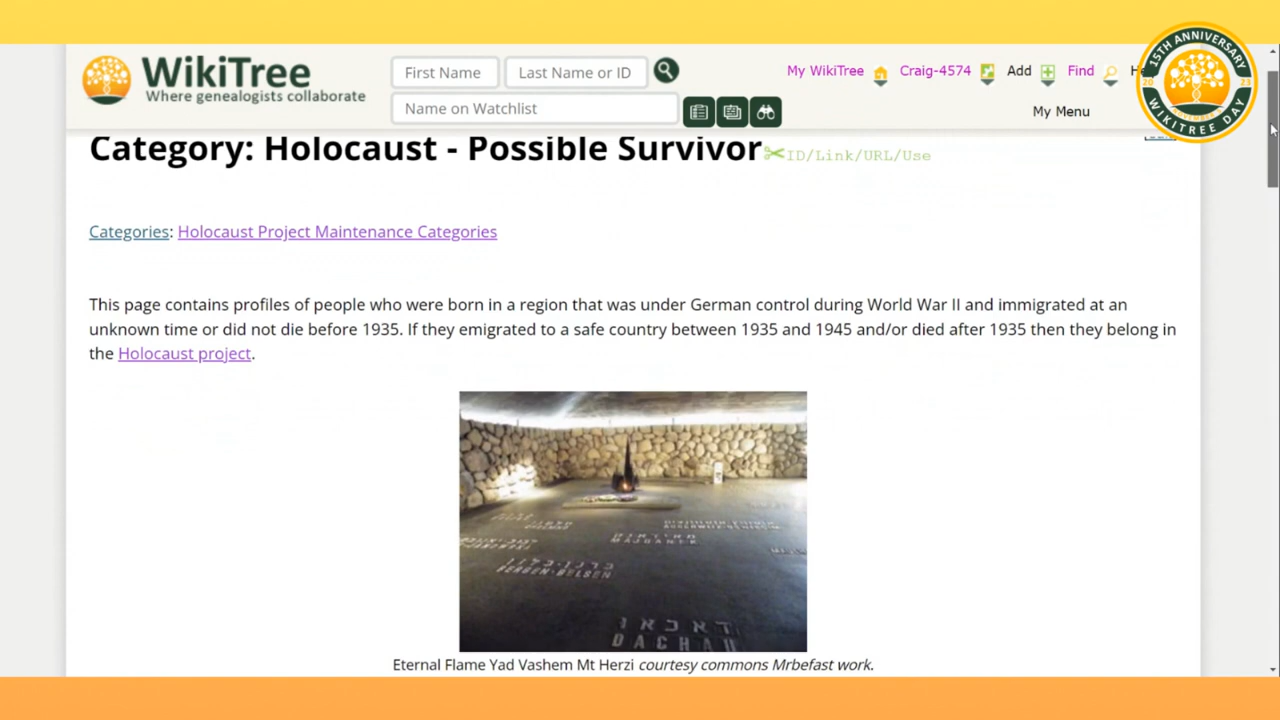 WikiTree
Where genealogists collaborate
First Name
Last Name or ID
Name on Watchlist
My WikiTree
Craig-4574
Add
Find
My Menu
15TH ANNIVERSARY
20 23
WIKITREE DAY
Category: Holocaust - Possible Survivor
ID/Link/URL/Use
Categories: Holocaust Project Maintenance Categories
This page contains profiles of people who were born in a region that was under German control during World War II and immigrated at an
unknown time or did not die before 1935. If they emigrated to a safe country between 1935 and 1945 and/or died after 1935 then they belong in
the Holocaust project.
BERGEN-BELSEN
דאכאו
DACHAU
Eternal Flame Yad Vashem Mt Herzi courtesy commons Mrbefast work.